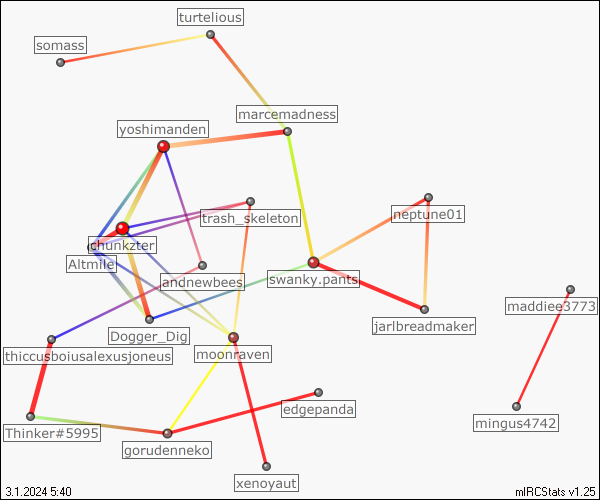 turtelious
somass
marcemadness
yoshimanden
trash_skeleton
neptune01
chunkzter
Altmile
andnewbees
swanky.pants
maddiee3773
Dogger_Dig
jarlbreadmaker
thiccusboiusalexusjoneus
moonraven
edgepanda
mingus4742
Thinker#5995
gorudenneko
xenoyaut
3.1.2024 5:40
mIRCStats v1.25